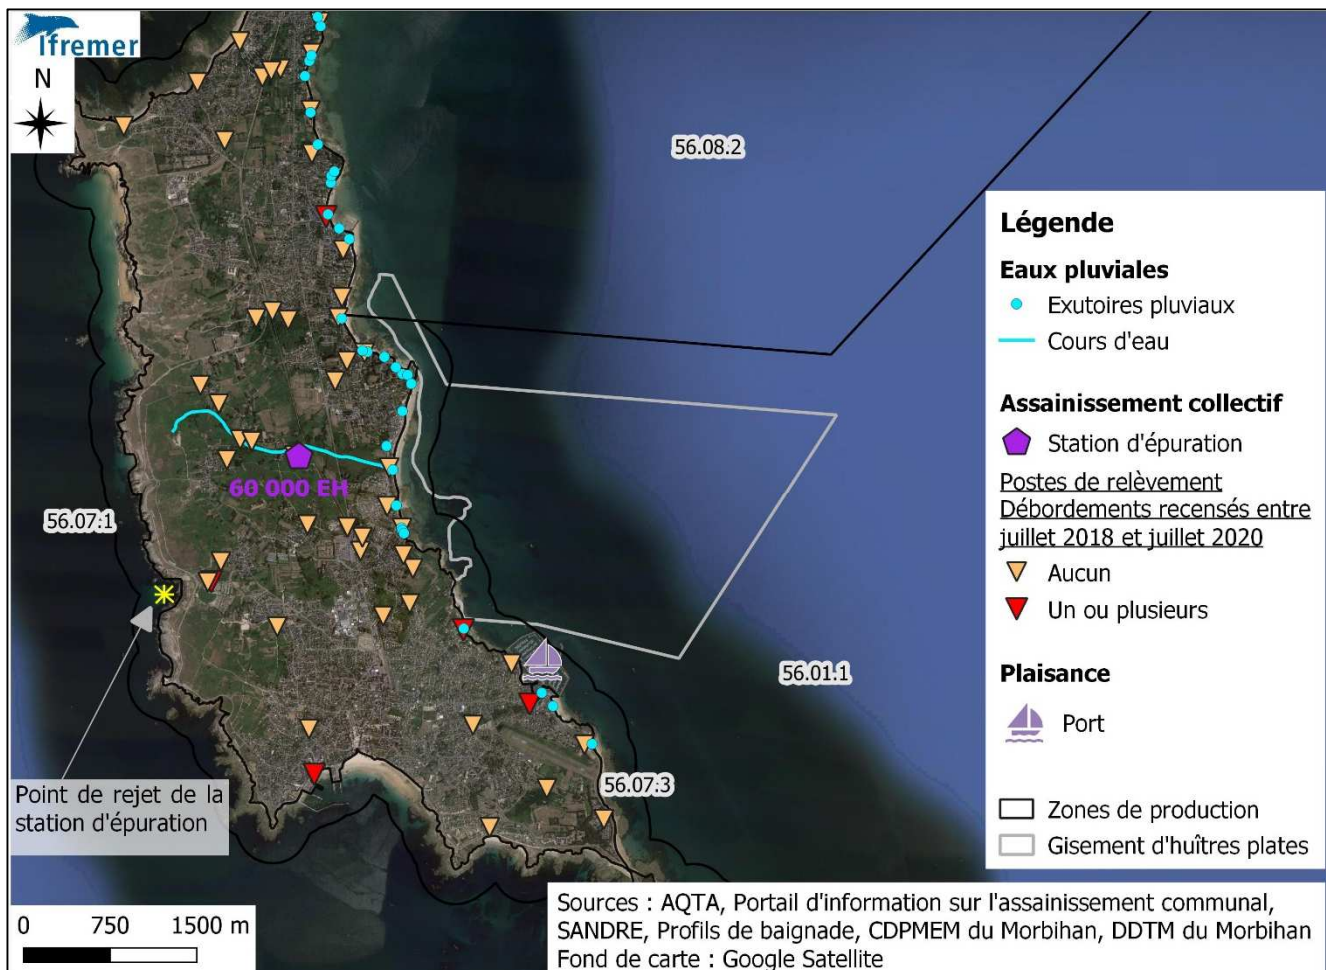 Ifremer
N
56.08.2
60 000 EH
56.07.1
56.01.1
56.07.3
Point de rejet de la
station d'épuration
0 750 1500 m
Légende
Eaux pluviales
Exutoires pluviaux
Cours d'eau
Assainissement collectif
Station d'épuration
Postes de relèvement
Débordements recensés entre
juillet 2018 et juillet 2020
Aucun
Un ou plusieurs
Plaisance
Port
Zones de production
Gisement d'huîtres plates
Sources : AQTA, Portail d'information sur l'assainissement communal,
SANDRE, Profils de baignade, CDPMEM du Morbihan, DDTM du Morbihan
Fond de carte : Google Satellite